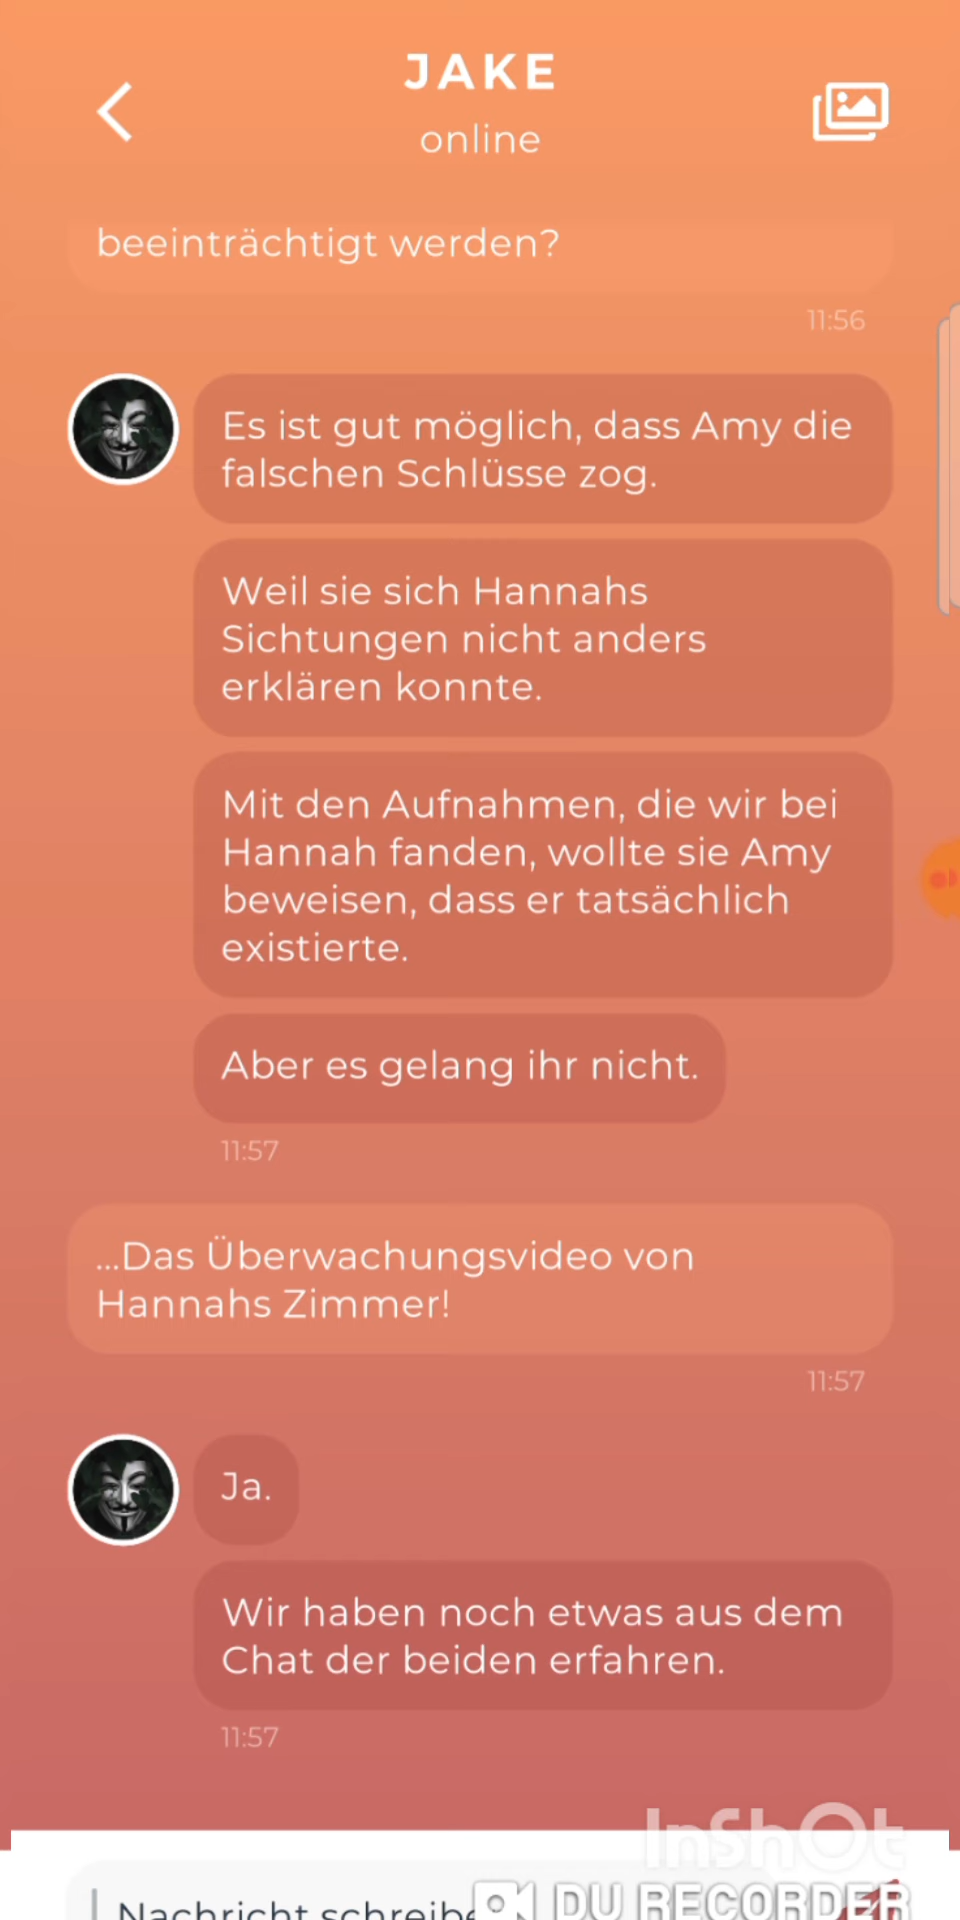 JAKE
online
beeinträchtigt werden?
11:56
Es ist gut möglich, dass Amy die
falschen Schlüsse zog.
Weil sie sich Hannahs
Sichtungen nicht anders
erklären konnte.
Mit den Aufnahmen, die wir bei
Hannah fanden, wollte sie Amy
beweisen, dass er tatsächlich
existierte.
Aber es gelang ihr nicht.
11:57
...Das Überwachungsvideo von
Hannahs Zimmer!
11:57
Ja.
Wir haben noch etwas aus dem
Chat der beiden erfahren.
11:57
InShOt
Nachricht schreibe
DU RECORDER